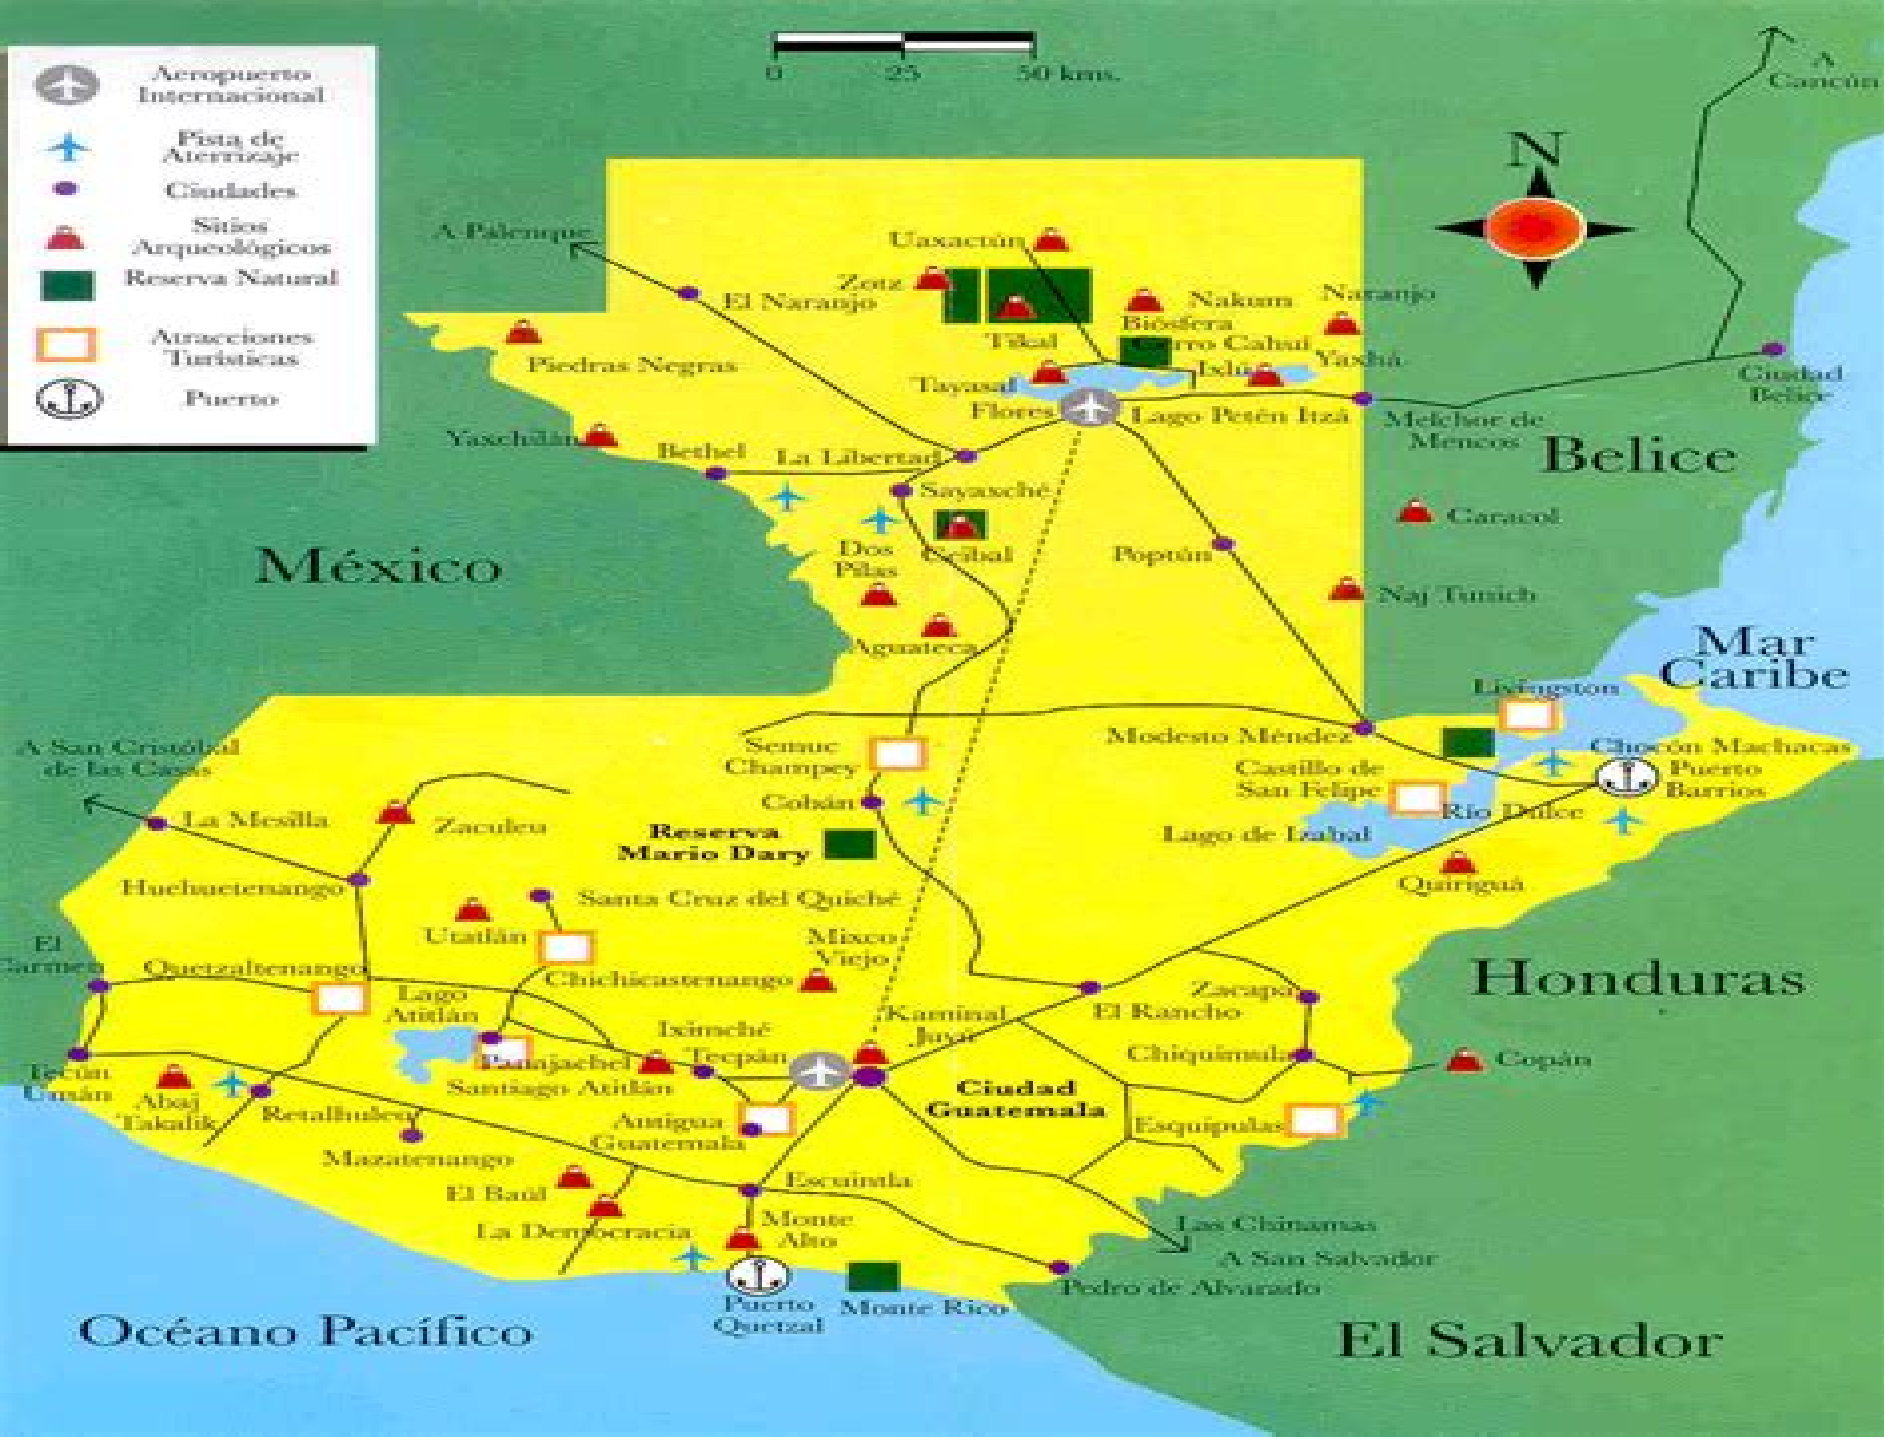 Aeropuerto
Internacional
Pista de
Aterrizaje
Ciudades
Sitios
Arqueológicos
Reserva Natural
Atracciones
Turísticas
Puerto
0 25 50 kms.
A
Cancún
N
A Palenque
Uaxactún
Zotz
El Naranjo
Nakum
Naranjo
Biósfera
Cerro Cahuí
Tikal
Piedras Negras
Ixlú
Yaxhá
Tayasal
Flores
Lago Petén Itzá
Ciudad
Belice
Melchor de
Mencos
Belice
Yaxchilán
Bethel
La Libertad
Sayaxché
Caracol
México
Dos
Pilas
Ceibal
Poptún
Naj Tunich
Aguateca
Mar
Caribe
Livingston
A San Cristóbal
de las Casas
Semuc
Champey
Modesto Méndez
Chocón Machacas
Castillo de
San Felipe
Puerto
Barrios
Cobán
Río Dulce
La Mesilla
Zaculeu
Reserva
Mario Dary
Lago de Izabal
Huehuetenango
Quiriguá
Santa Cruz del Quiché
Utatlán
Mixco
Viejo
El
Carmen
Quetzaltenango
Chichicastenango
Honduras
Lago
Atitlán
Zacapa
Kaminal
Juyú
El Rancho
Iximché
Tecpán
Panajachel
Chiquimula
Copán
Tecún
Umán
Santiago Atitlán
Ciudad
Guatemala
Abaj
Takalik
Retalhuleu
Antigua
Guatemala
Esquipulas
Mazatenango
El Baúl
Escuintla
La Democracia
Monte
Alto
Las Chinamas
A San Salvador
Pedro de Alvarado
Puerto
Quetzal
Monte Rico
Océano Pacífico
El Salvador